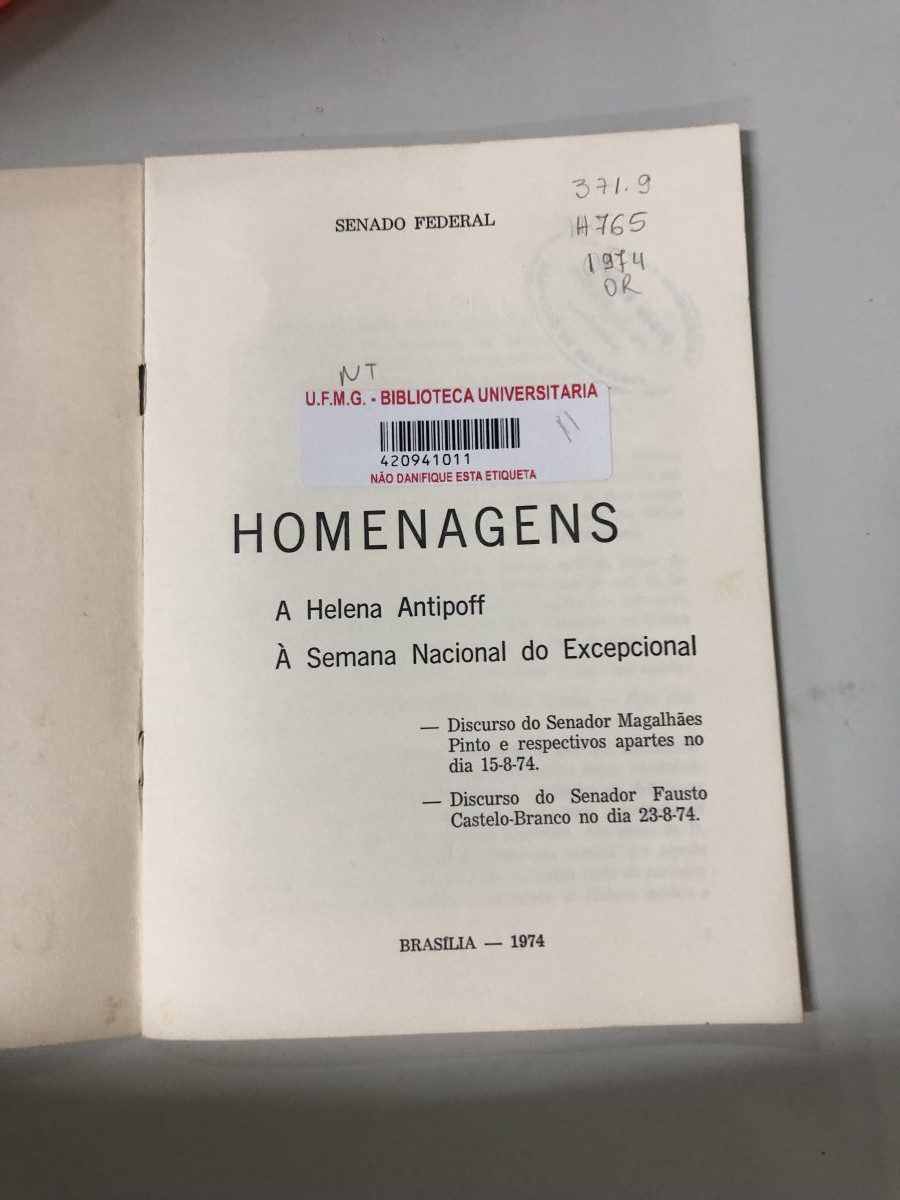 SENADO FEDERAL
371.9
H765
1974
OR
NT
U.F.M.G. - BIBLIOTECA UNIVERSITARIA
420941011
NÃO DANIFIQUE ESTA ETIQUETA
HOMENAGENS
A Helena Antipoff
À Semana Nacional do Excepcional
— Discurso do Senador Magalhães
Pinto e respectivos apartes no
dia 15-8-74.
— Discurso do Senador Fausto
Castelo-Branco no dia 23-8-74.
BRASÍLIA — 1974